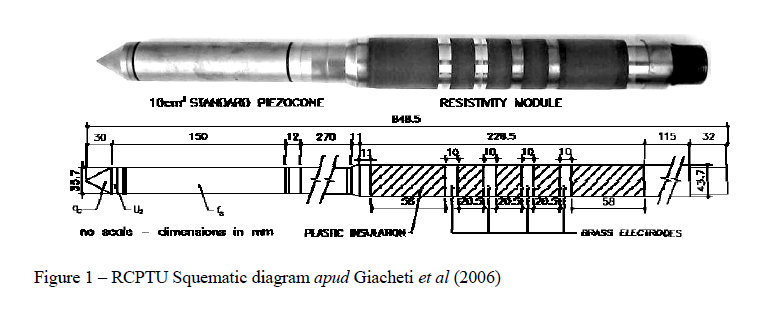 10cm² STANDARD PIEZOCONE RESISTIVITY MODULE
848.5
30 150 12 270 11 228.5 115 32
11 10 10 10 10
35.7 43.7
58 20.5 20.5 20.5 58
qc U2 fs
no scale – dimensions in mm PLASTIC INSULATION BRASS ELECTRODES
Figure 1 – RCPTU Squematic diagram apud Giacheti et al (2006)